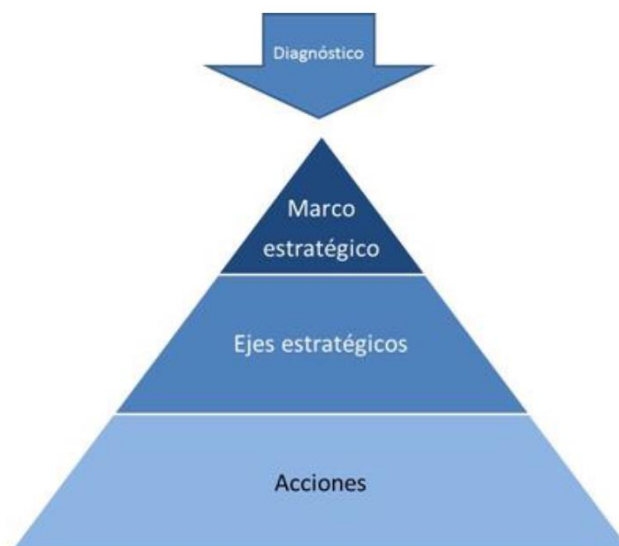 Diagnóstico
Marco
estratégico
Ejes estratégicos
Acciones